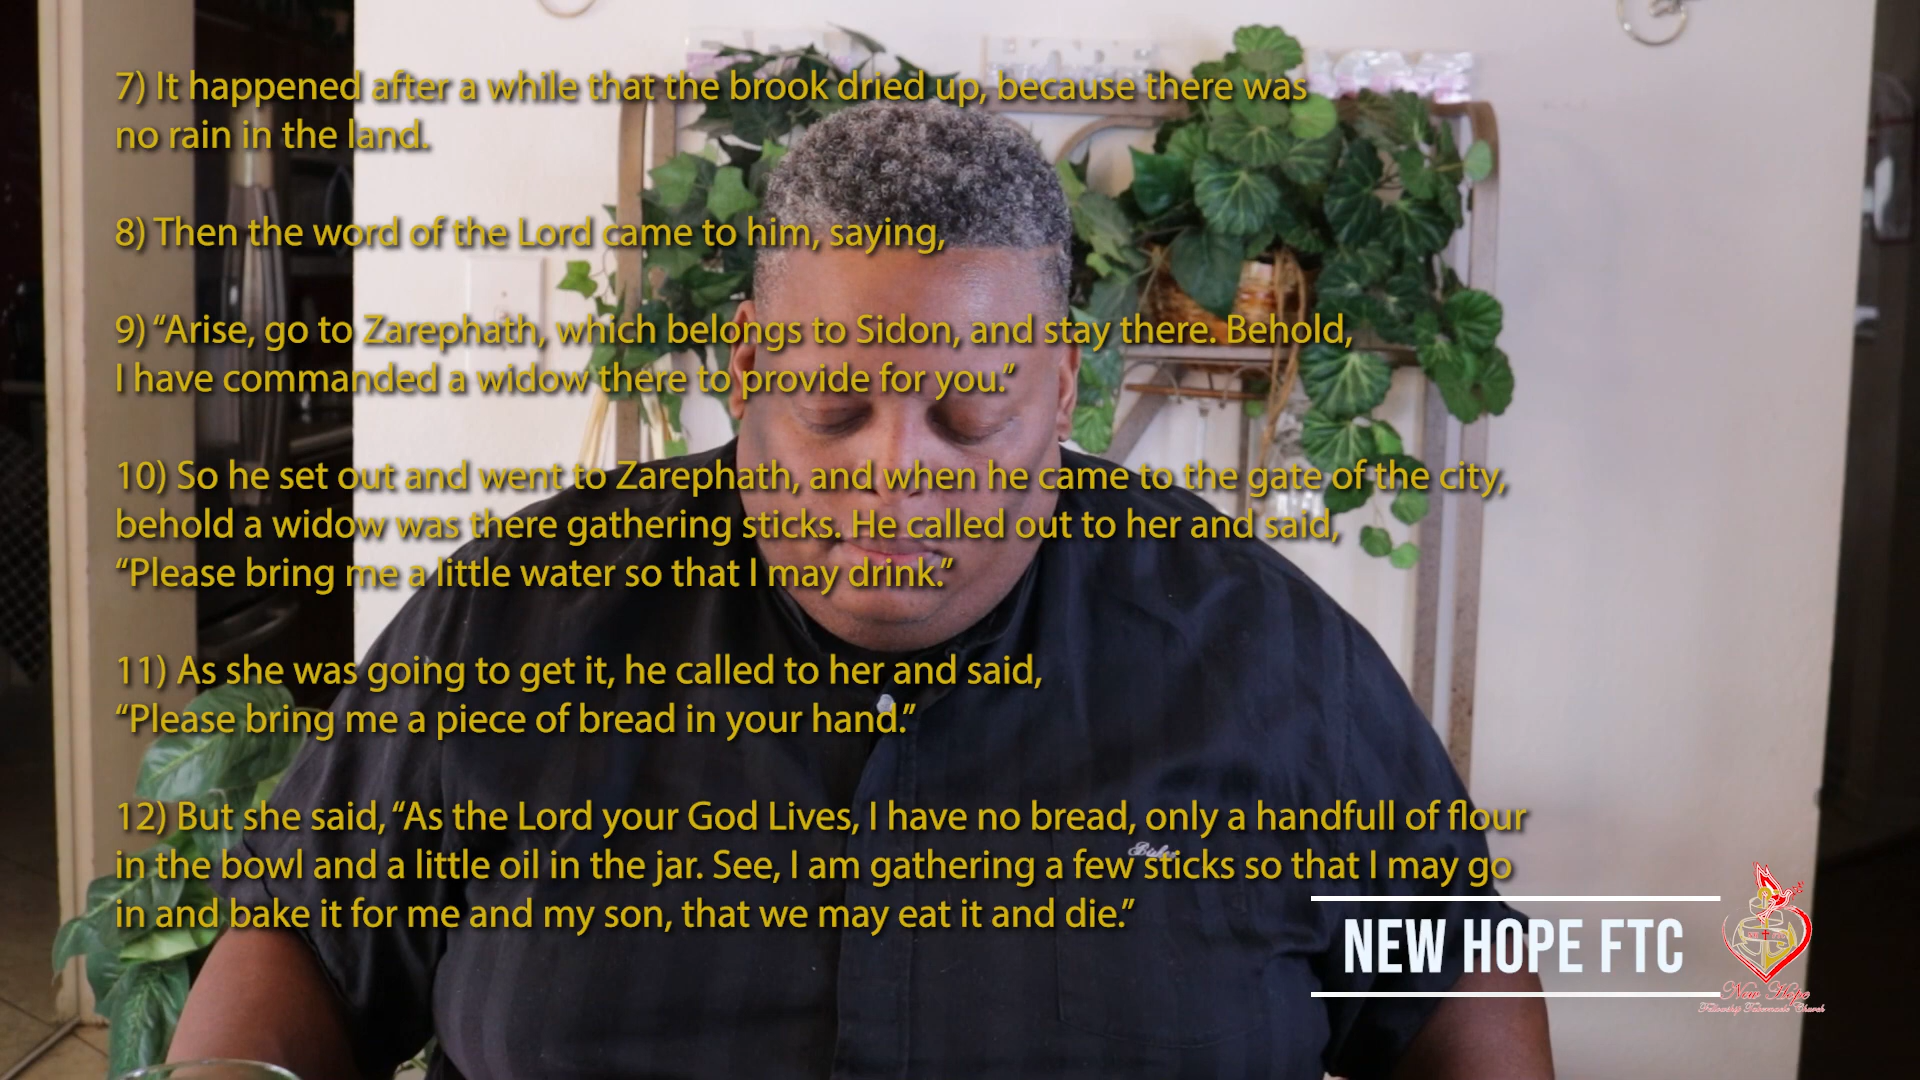 7) It happened after a while that the brook dried up, because there was
no rain in the land.
8) Then the word of the Lord came to him, saying,
9) “Arise, go to Zarephath, which belongs to Sidon, and stay there. Behold,
I have commanded a widow there to provide for you.”
10) So he set out and went to Zarephath, and when he came to the gate of the city,
behold a widow was there gathering sticks. He called out to her and said,
“Please bring me a little water so that I may drink.”
11) As she was going to get it, he called to her and said,
“Please bring me a piece of bread in your hand.”
12) But she said, “As the Lord your God Lives, I have no bread, only a handfull of flour
in the bowl and a little oil in the jar. See, I am gathering a few sticks so that I may go
in and bake it for me and my son, that we may eat it and die.”
NEW HOPE FTC
New Hope
Fellowship Tabernacle Church